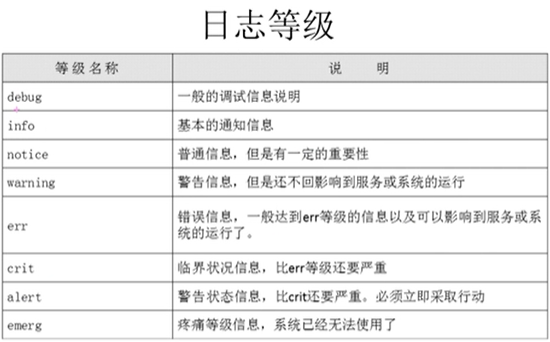 日志等级
等级名称 说 明
debug 一般的调试信息说明
info 基本的通知信息
notice 普通信息，但是有一定的重要性
warning 警告信息，但是还不回影响到服务或系统的运行
err 错误信息，一般达到err等级的信息以及可以影响到服务或系
统的运行了。
crit 临界状况信息，比err等级还要严重
alert 警告状态信息，比crit还要严重。必须立即采取行动
emerg 疼痛等级信息，系统已经无法使用了